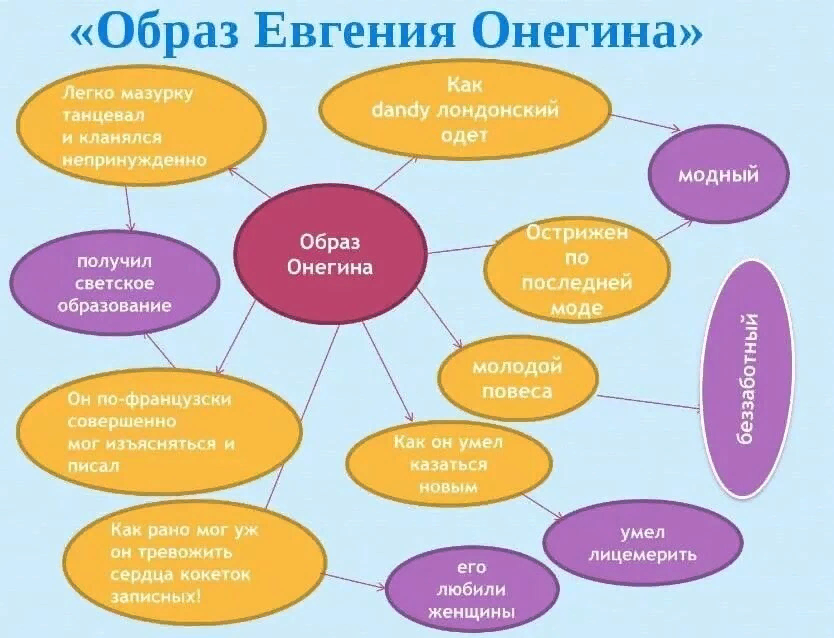 «Образ Евгения Онегина»
Легко мазурку
танцевал
и кланялся
непринужденно
Как
dandy лондонский
одет
модный
Образ
Онегина
Острижен
по
последней
моде
получил
светское
образование
беззаботный
молодой
повеса
Он по-французски
совершенно
мог изъясняться и
писал
Как он умел
казаться
новым
Как рано мог уж
он тревожить
сердца кокеток
записных!
умел
лицемерить
его
любили
женщины